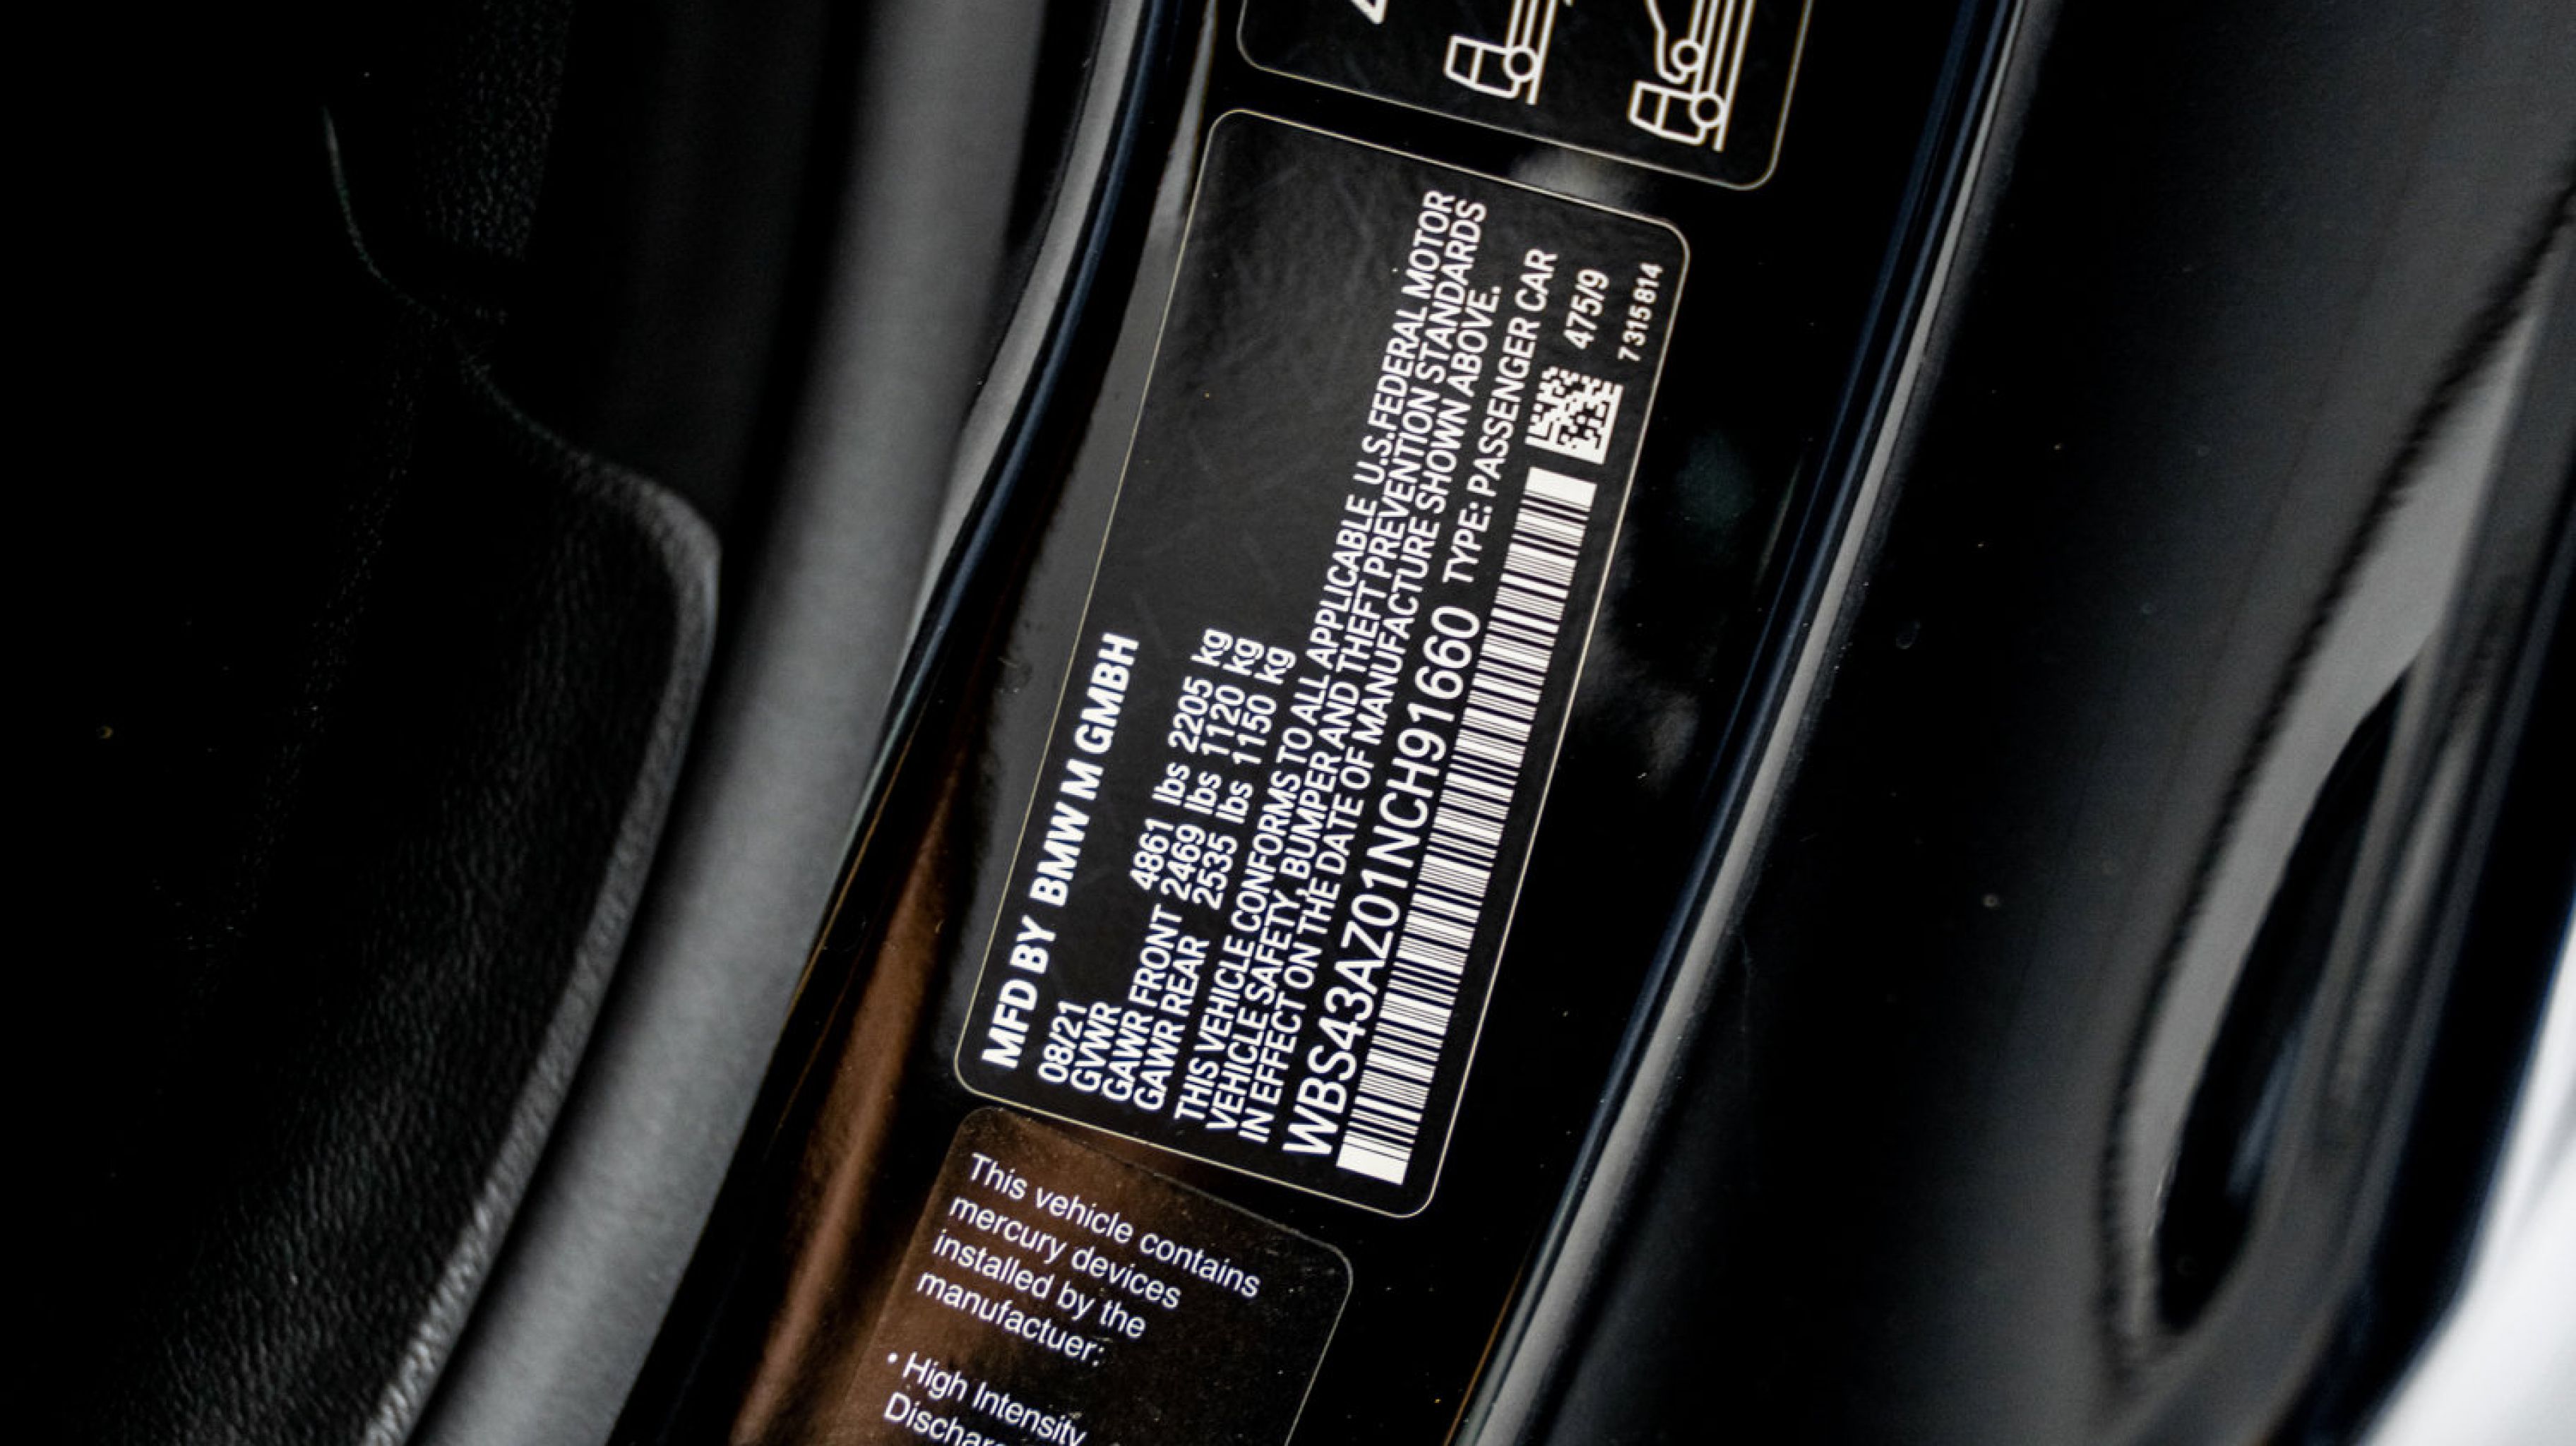 MFD BY BMW M GMBH
08/21
GVWR 4861 lbs 2205 kg
GAWR FRONT 2469 lbs 1120 kg
GAWR REAR 2535 lbs 1150 kg
THIS VEHICLE CONFORMS TO ALL APPLICABLE U.S.FEDERAL MOTOR
VEHICLE SAFETY, BUMPER AND THEFT PREVENTION STANDARDS
IN EFFECT ON THE DATE OF MANUFACTURE SHOWN ABOVE.
WBS43AZ01NCH91660 TYPE: PASSENGER CAR
475/9
7315814
This vehicle contains
mercury devices
installed by the
manufactuer:
• High Intensity